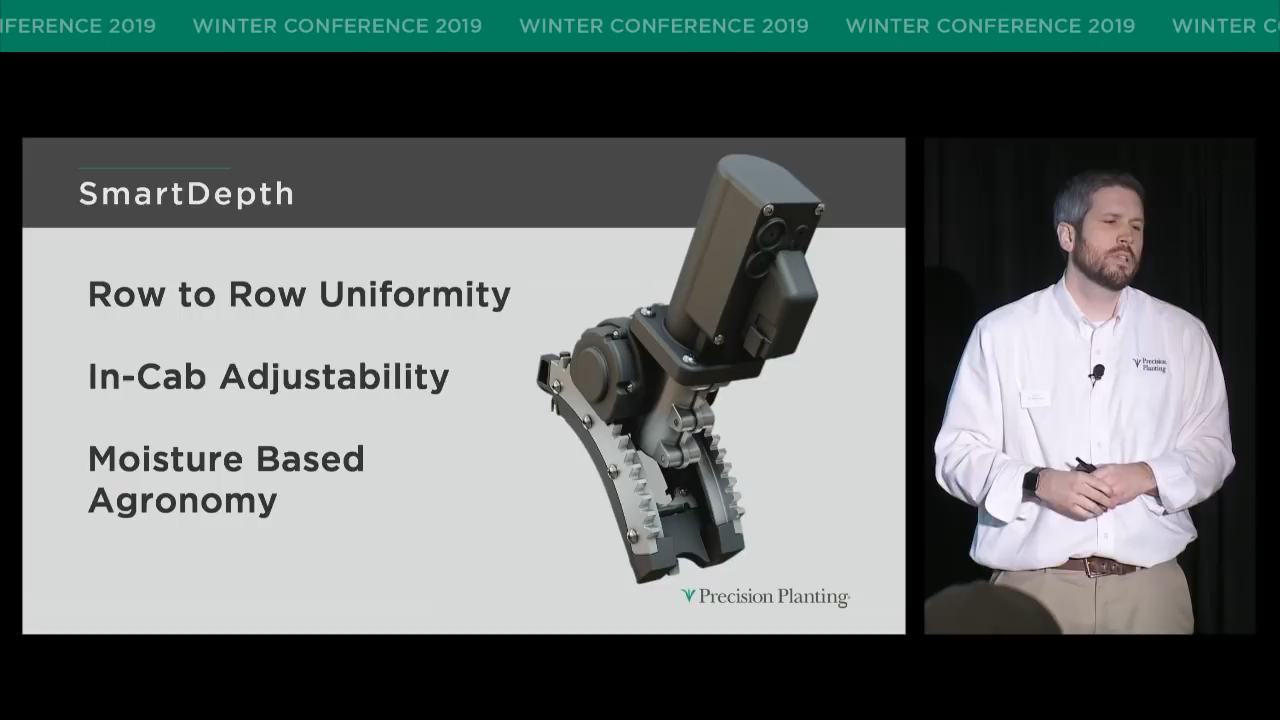 FERENCE 2019 WINTER CONFERENCE 2019 WINTER CONFERENCE 2019 WINTER CONFERENCE 2019 WINTER C
SmartDepth
Row to Row Uniformity
In-Cab Adjustability
Moisture Based
Agronomy
Precision Planting
Precision
Planting